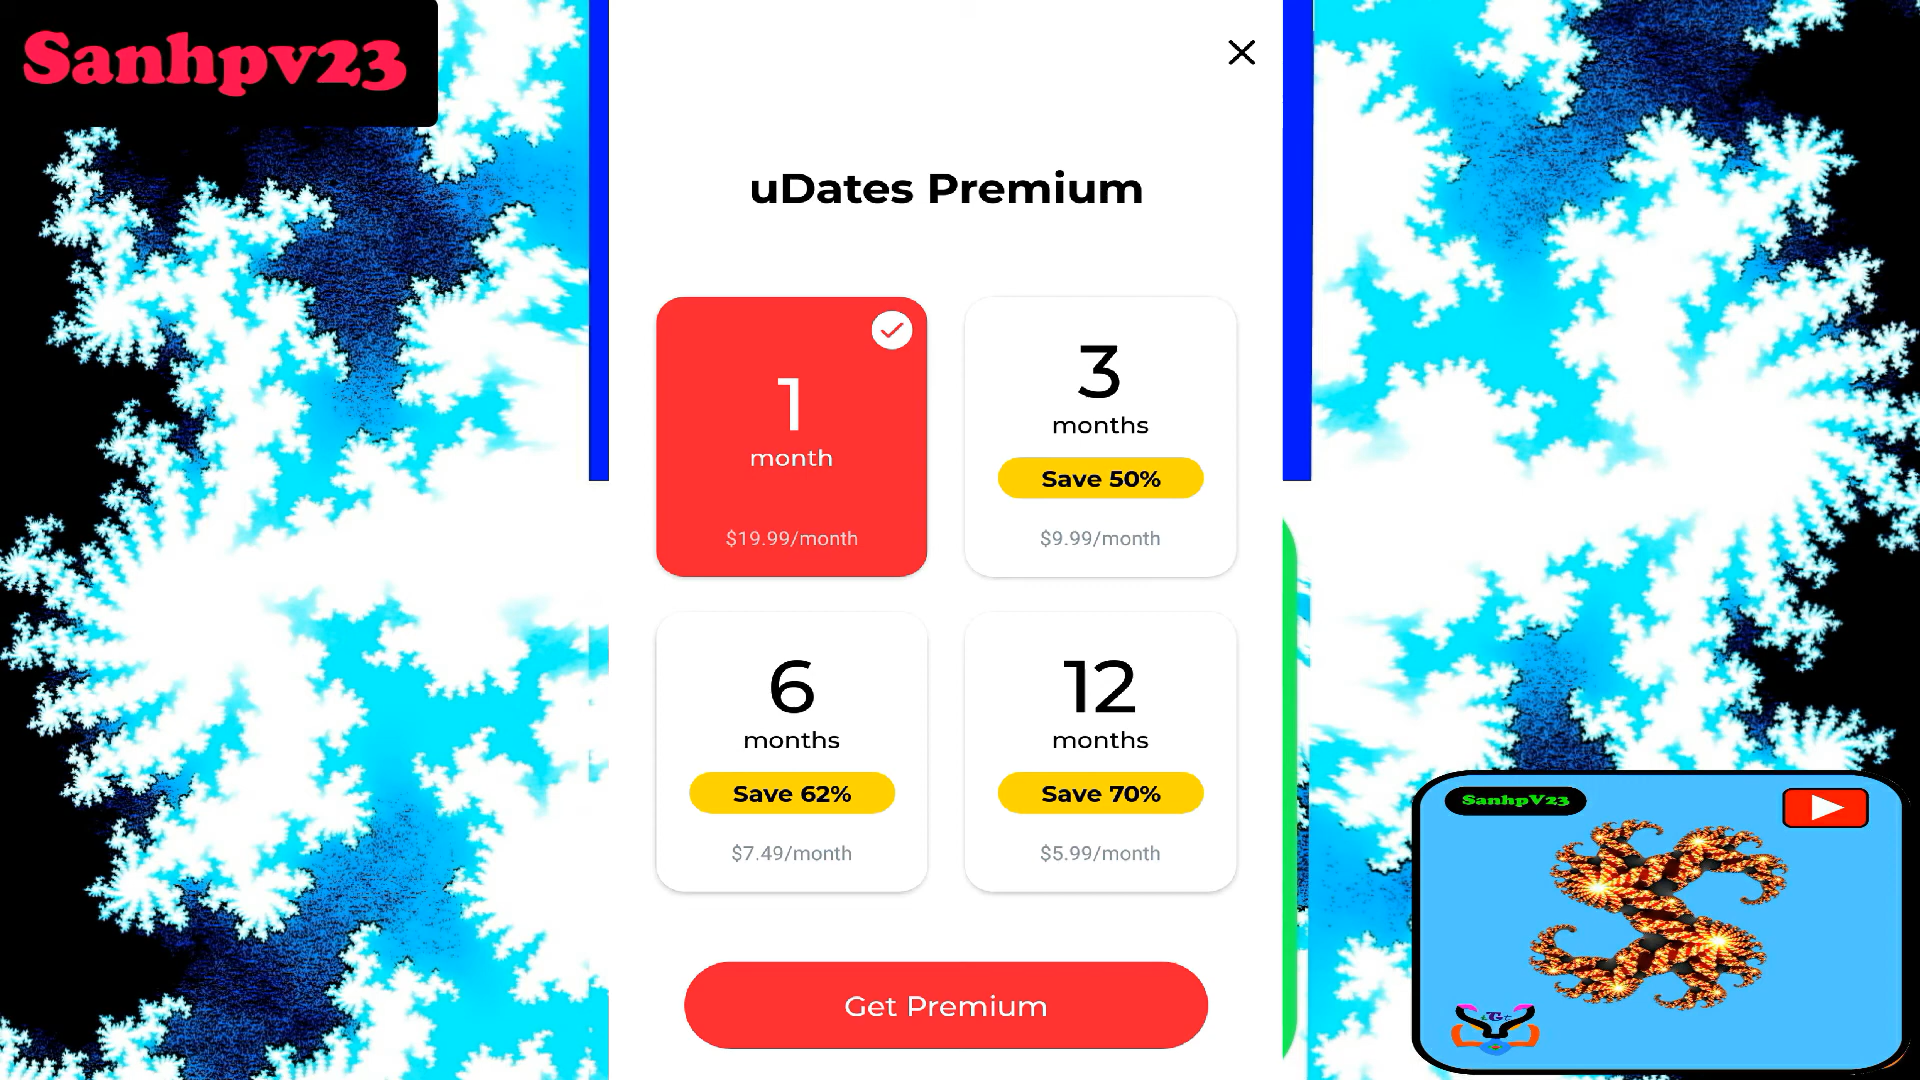 Sanhpv23
uDates Premium
1
month
$19.99/month
3
months
Save 50%
$9.99/month
6
months
Save 62%
$7.49/month
12
months
Save 70%
$5.99/month
Get Premium
SanhpV23